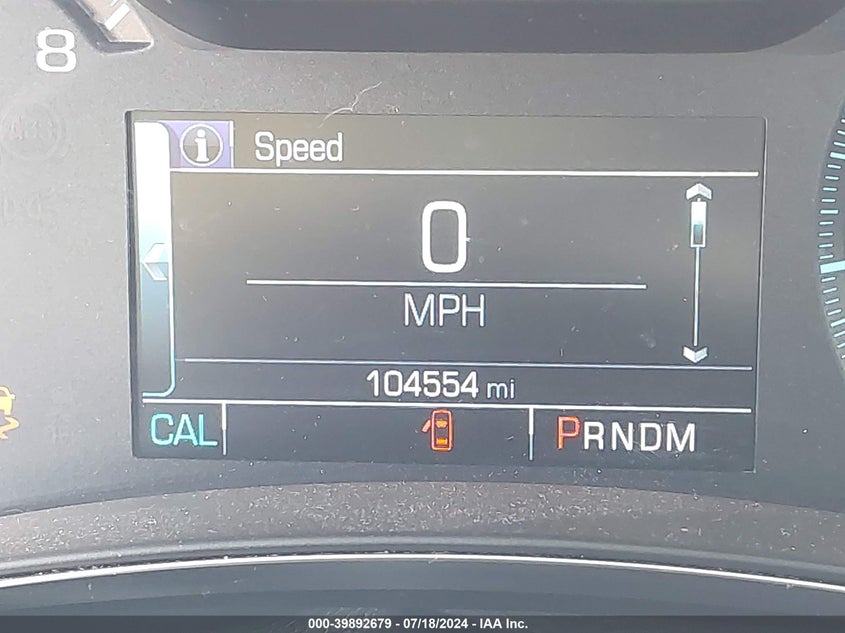 8
i Speed
0
MPH
104554 mi
CAL PRNDM
000-39892679 - 07/18/2024 - IAA Inc.